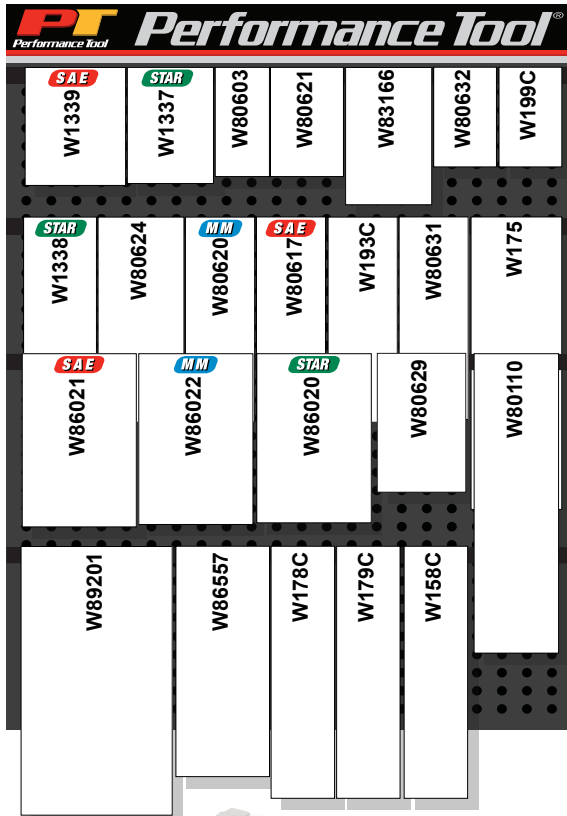 PT
Performance Tool
Performance Tool®
SAE
W1339
STAR
W1337
W80603
W80621
W83166
W80632
W199C
STAR
W1338
W80624
MM
W80620
SAE
W80617
W193C
W80631
W175
SAE
W86021
MM
W86022
STAR
W86020
W80629
W80110
W89201
W86557
W178C
W179C
W158C